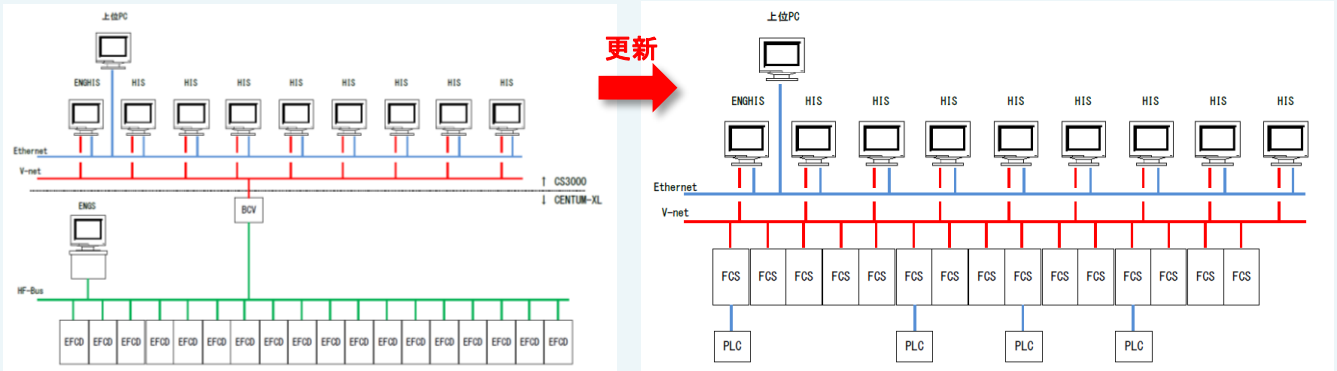 上位PC
ENGHIS HIS HIS HIS HIS HIS HIS HIS HIS
Ethernet
V-net
↑ CS3000
↓ CENTUM-XL
BCV
ENGS
HF-Bus
EFCD EFCD EFCD EFCD EFCD EFCD EFCD EFCD EFCD EFCD EFCD EFCD EFCD EFCD EFCD EFCD EFCD EFCD
更新
上位PC
ENGHIS HIS HIS HIS HIS HIS HIS HIS HIS
Ethernet
V-net
FCS FCS FCS FCS FCS FCS FCS FCS FCS FCS FCS FCS FCS FCS FCS
PLC PLC PLC PLC